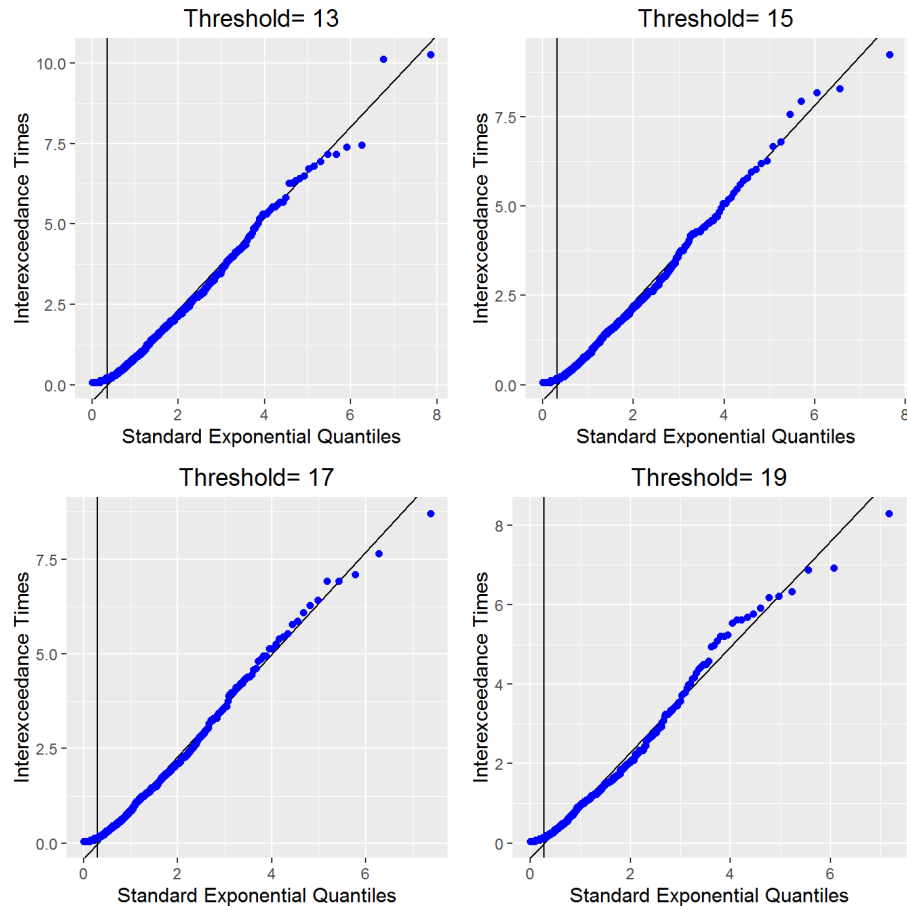 Threshold= 13
Interexceedance Times
10.0
7.5
5.0
2.5
0.0
0 2 4 6 8
Standard Exponential Quantiles
Threshold= 15
Interexceedance Times
7.5
5.0
2.5
0.0
0 2 4 6 8
Standard Exponential Quantiles
Threshold= 17
Interexceedance Times
7.5
5.0
2.5
0.0
0 2 4 6
Standard Exponential Quantiles
Threshold= 19
Interexceedance Times
8
6
4
2
0
0 2 4 6
Standard Exponential Quantiles